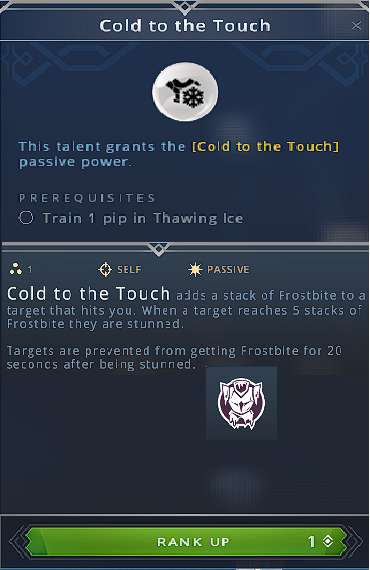 Cold to the Touch
This talent grants the [Cold to the Touch]
passive power.
PREREQUISITES
Train 1 pip in Thawing Ice
1 SELF PASSIVE
Cold to the Touch adds a stack of Frostbite to a
target that hits you. When a target reaches 5 stacks of
Frostbite they are stunned.
Targets are prevented from getting Frostbite for 20
seconds after being stunned.
RANK UP 1